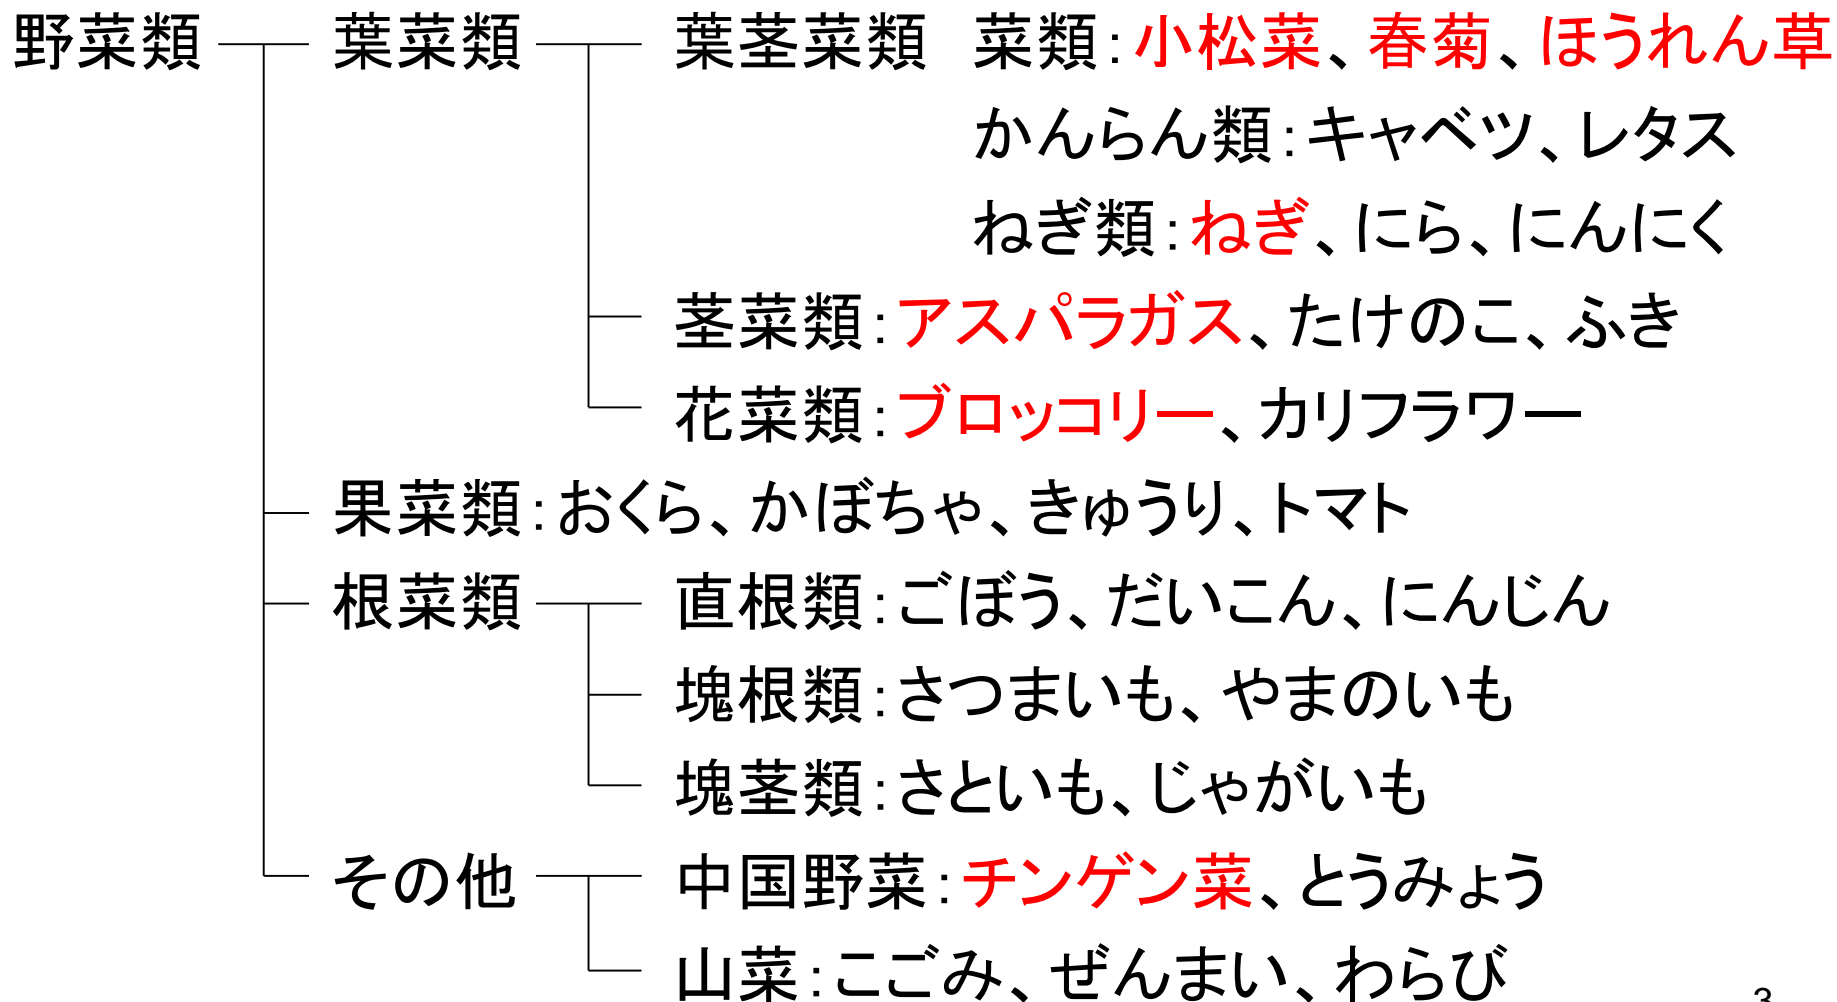 野菜類 葉菜類 葉茎菜類 菜類：小松菜、春菊、ほうれん草
かんらん類：キャベツ、レタス
ねぎ類：ねぎ、にら、にんにく
茎菜類：アスパラガス、たけのこ、ふき
花菜類：ブロッコリー、カリフラワー
果菜類：おくら、かぼちゃ、きゅうり、トマト
根菜類 直根類：ごぼう、だいこん、にんじん
塊根類：さつまいも、やまのいも
塊茎類：さといも、じゃがいも
その他 中国野菜：チンゲン菜、とうみょう
山菜：こごみ、ぜんまい、わらび
3